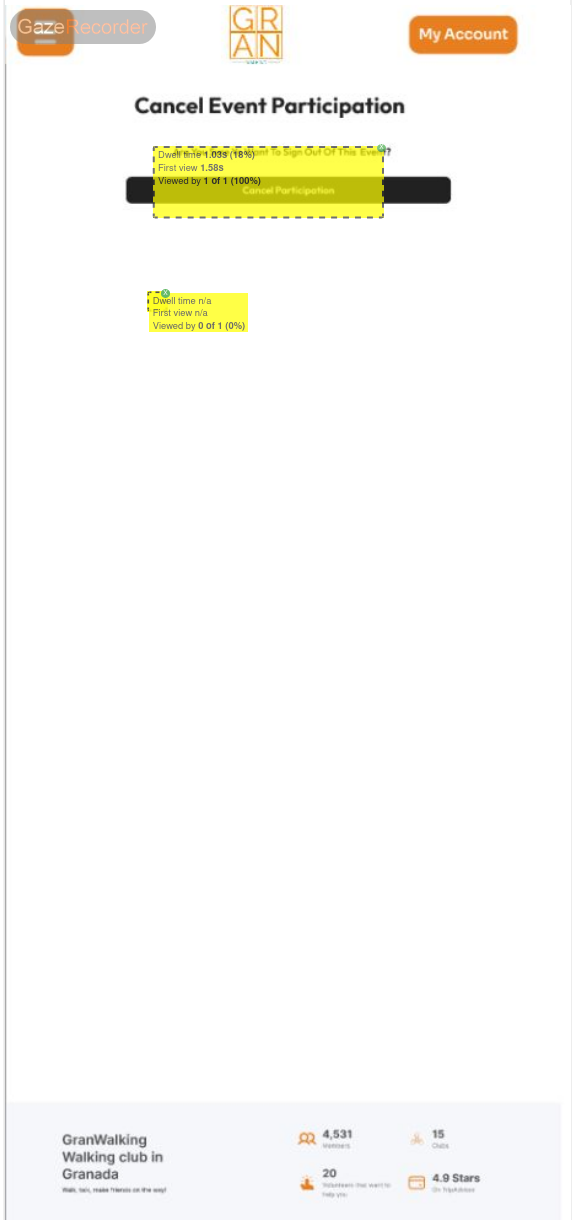 GazeRecorder
GRAN
My Account
Cancel Event Participation
Want To Sign Out Of This Event?
Dwell time 1.03s (18%)
First view 1.58s
Viewed by 1 of 1 (100%)
Cancel Participation
Dwell time n/a
First view n/a
Viewed by 0 of 1 (0%)
GranWalking
Walking club in
Granada
Walk, talk, make friends on the way!
4,531
Members
15
Clubs
20
Volunteers that want to
help you
4.9 Stars
On TripAdvisor